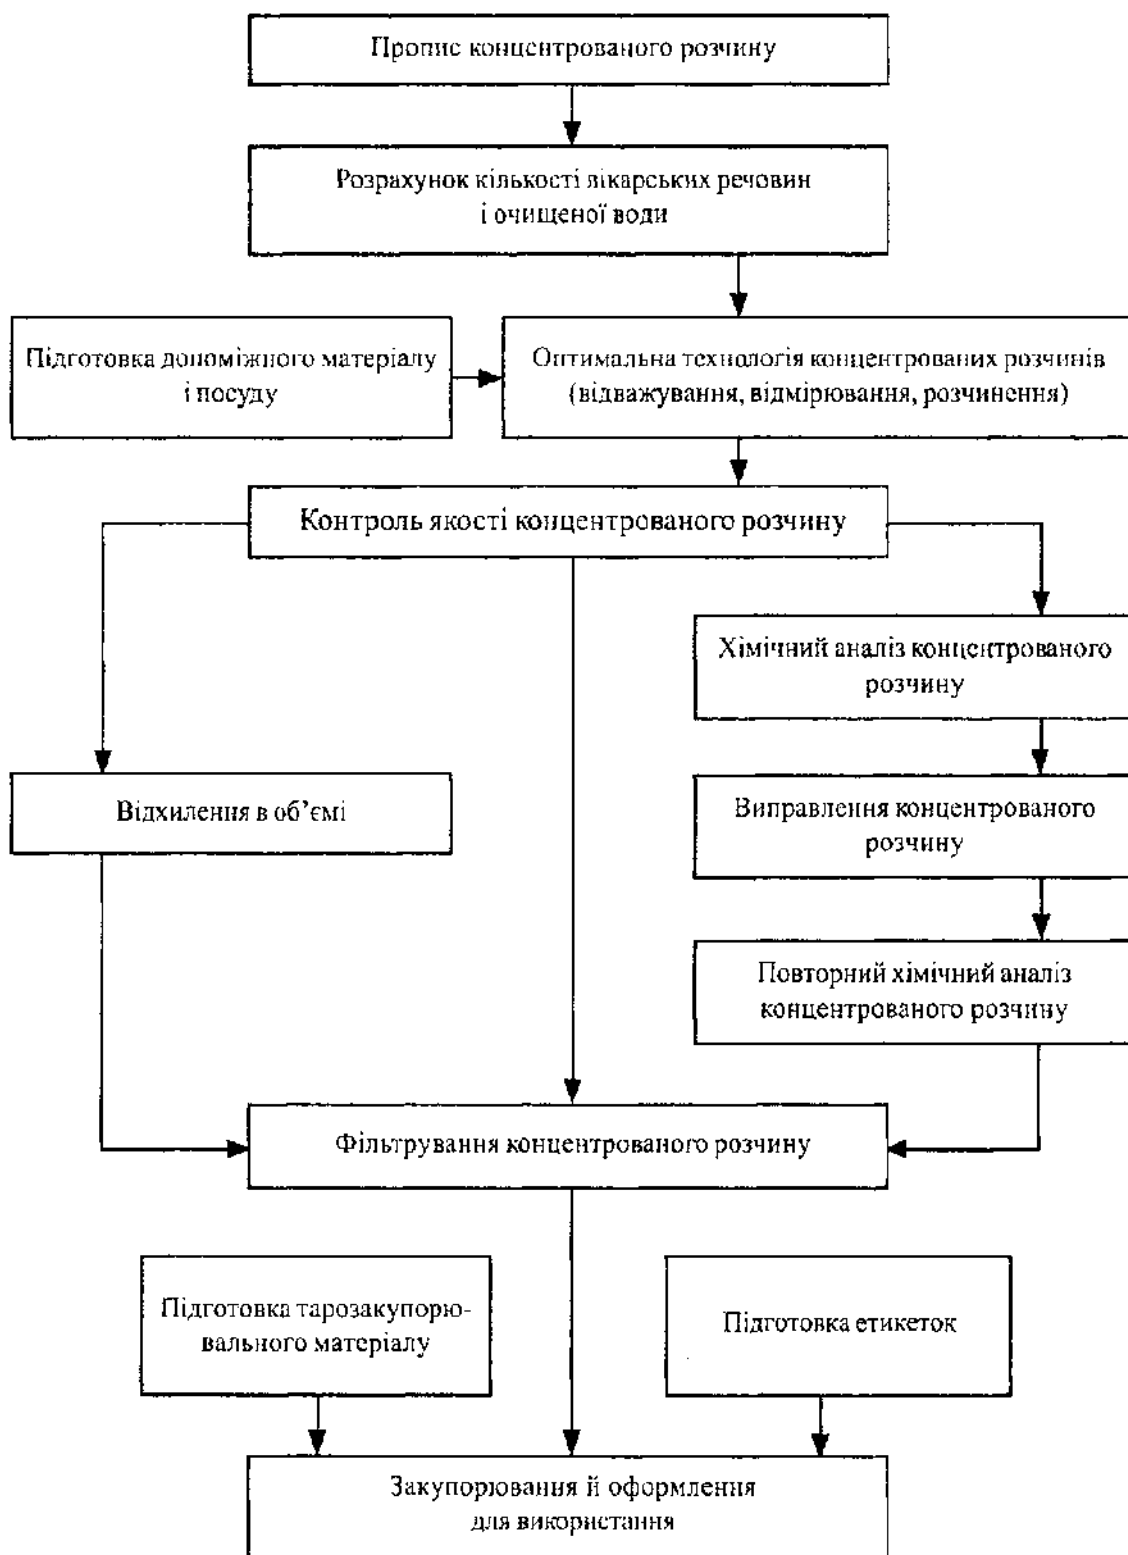 Пропис концентрованого розчину
Розрахунок кількості лікарських речовин
і очищеної води
Підготовка допоміжного матеріалу
і посуду
Оптимальна технологія концентрованих розчинів
(відважування, відмірювання, розчинення)
Контроль якості концентрованого розчину
Хімічний аналіз концентрованого
розчину
Відхилення в об’ємі
Виправлення концентрованого
розчину
Повторний хімічний аналіз
концентрованого розчину
Фільтрування концентрованого розчину
Підготовка тарозакупорю-
вального матеріалу
Підготовка етикеток
Закупорювання й оформлення
для використання